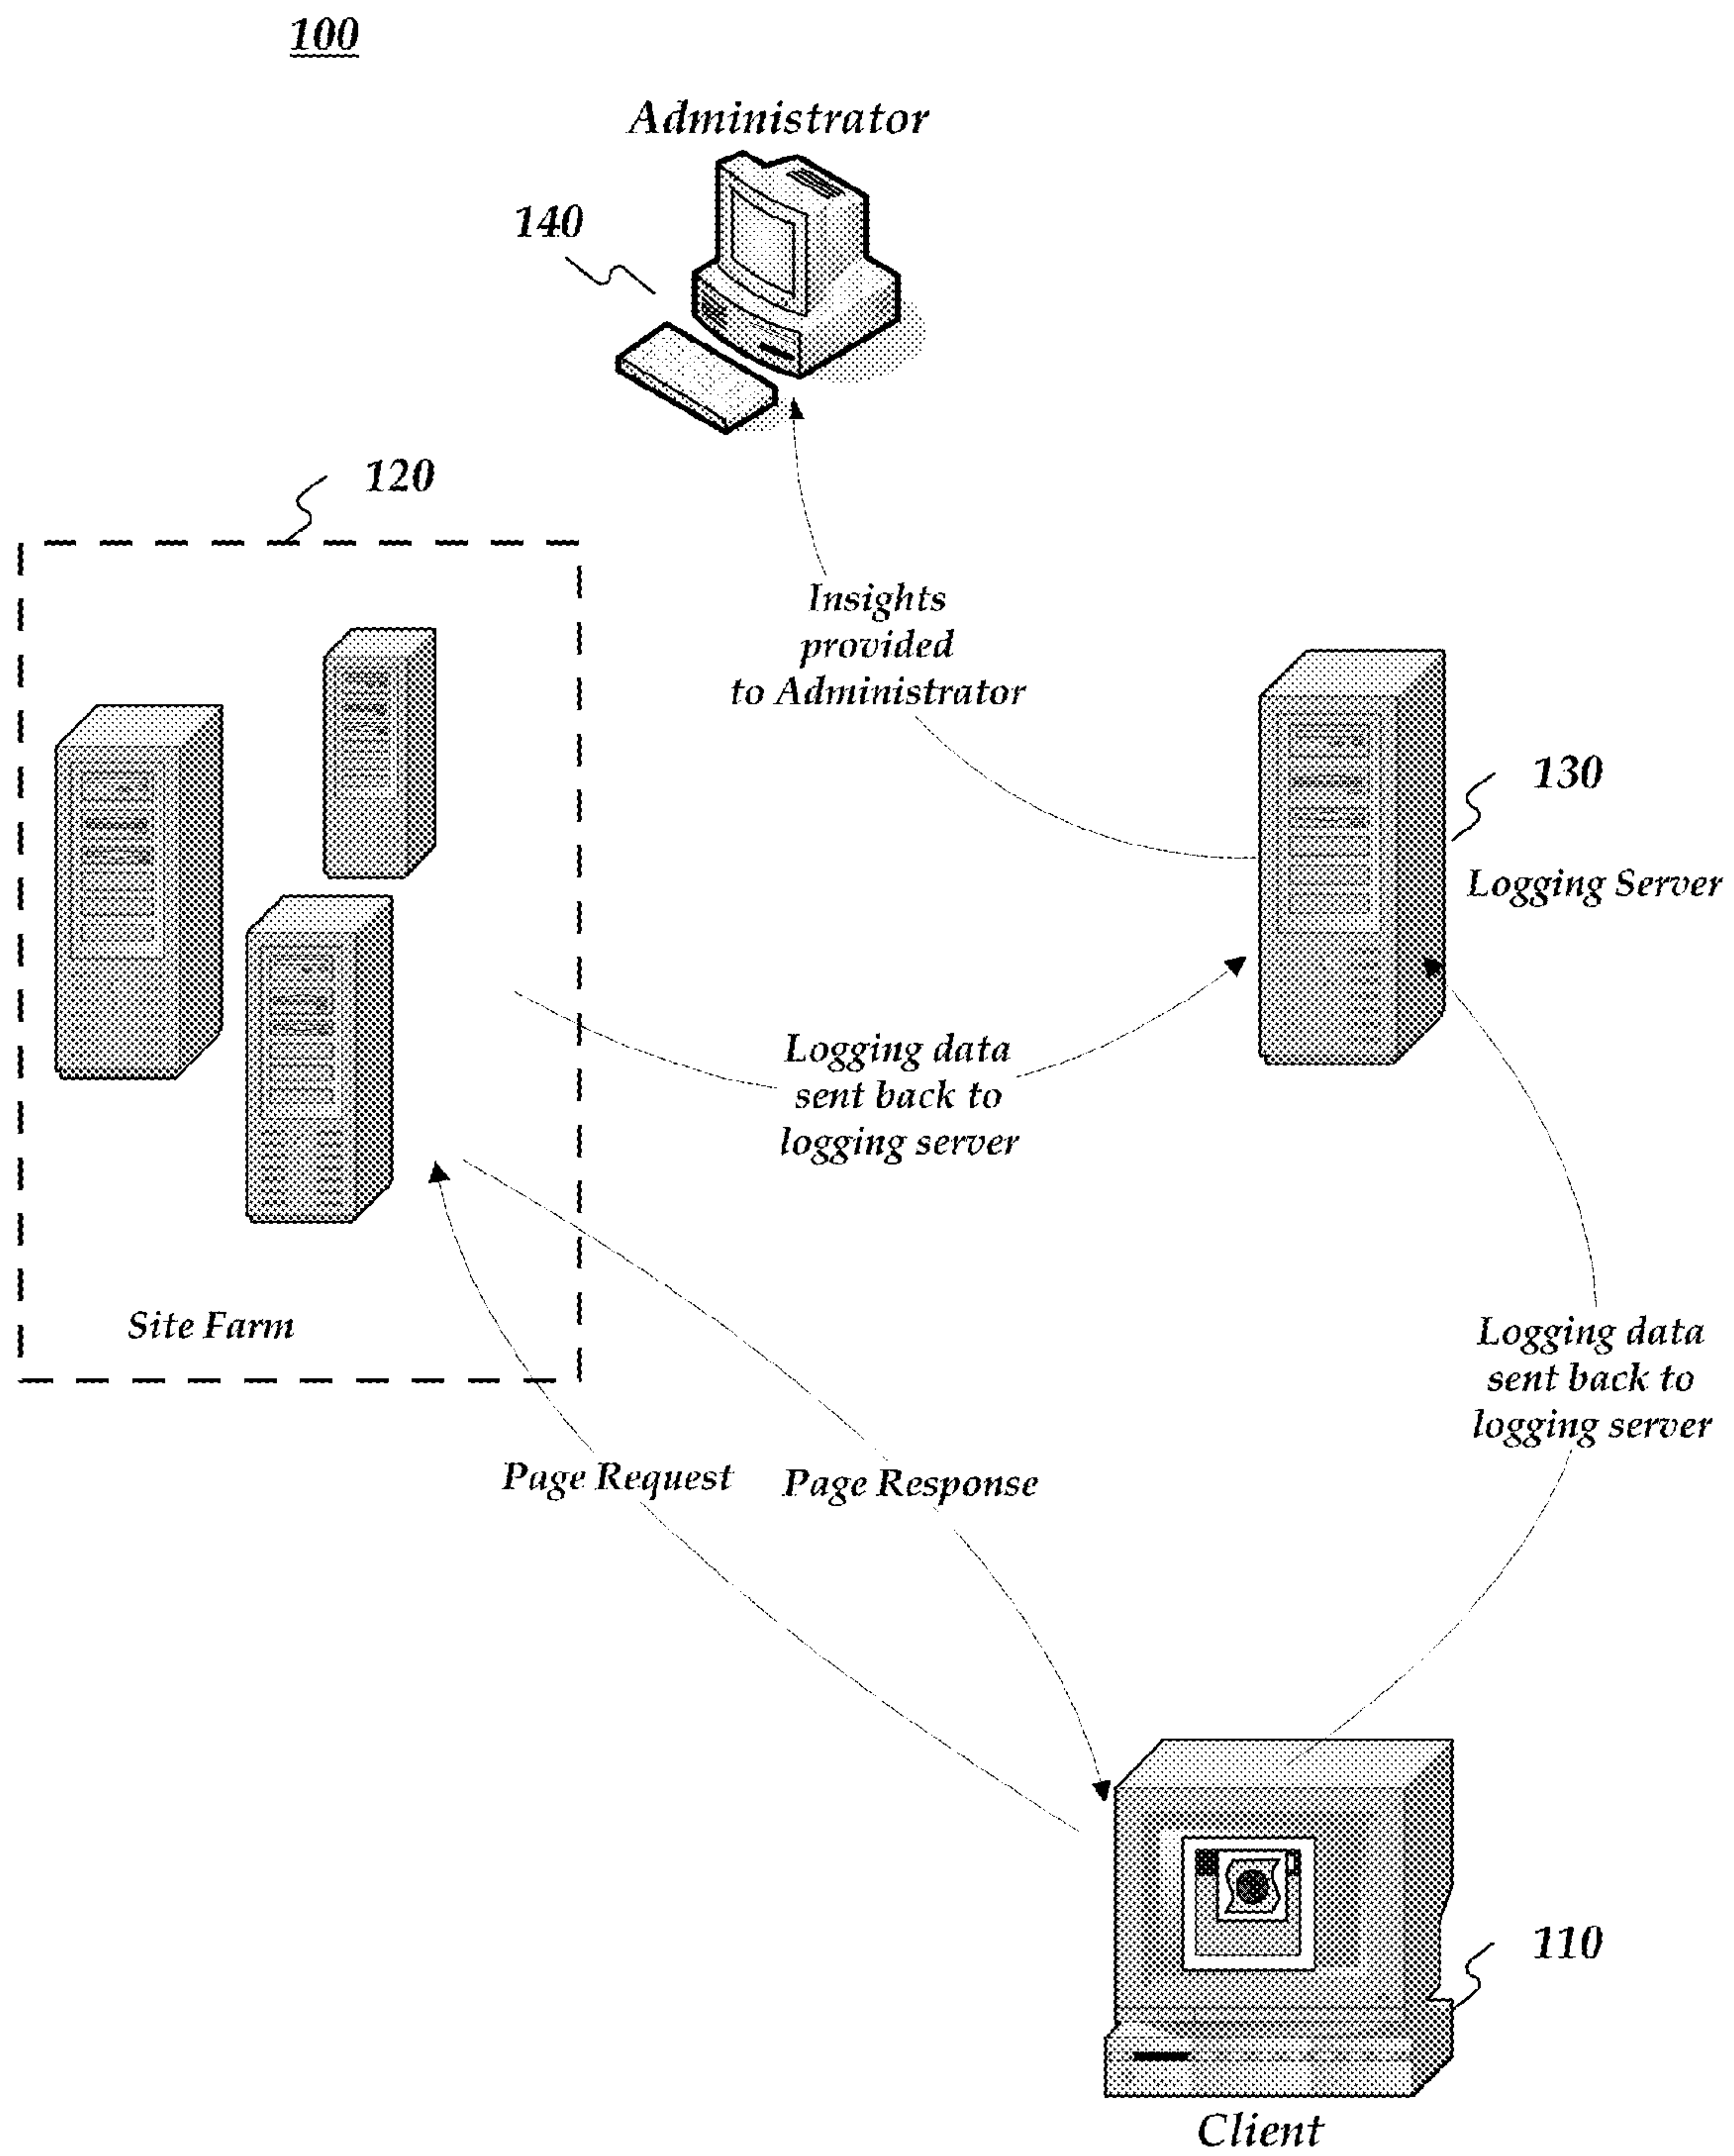 100
Administrator
140
120
Insights
provided
to Administrator
130
Logging Server
Logging data
sent back to
logging server
Site Farm
Logging data
sent back to
logging server
Page Request
Page Response
110
Client